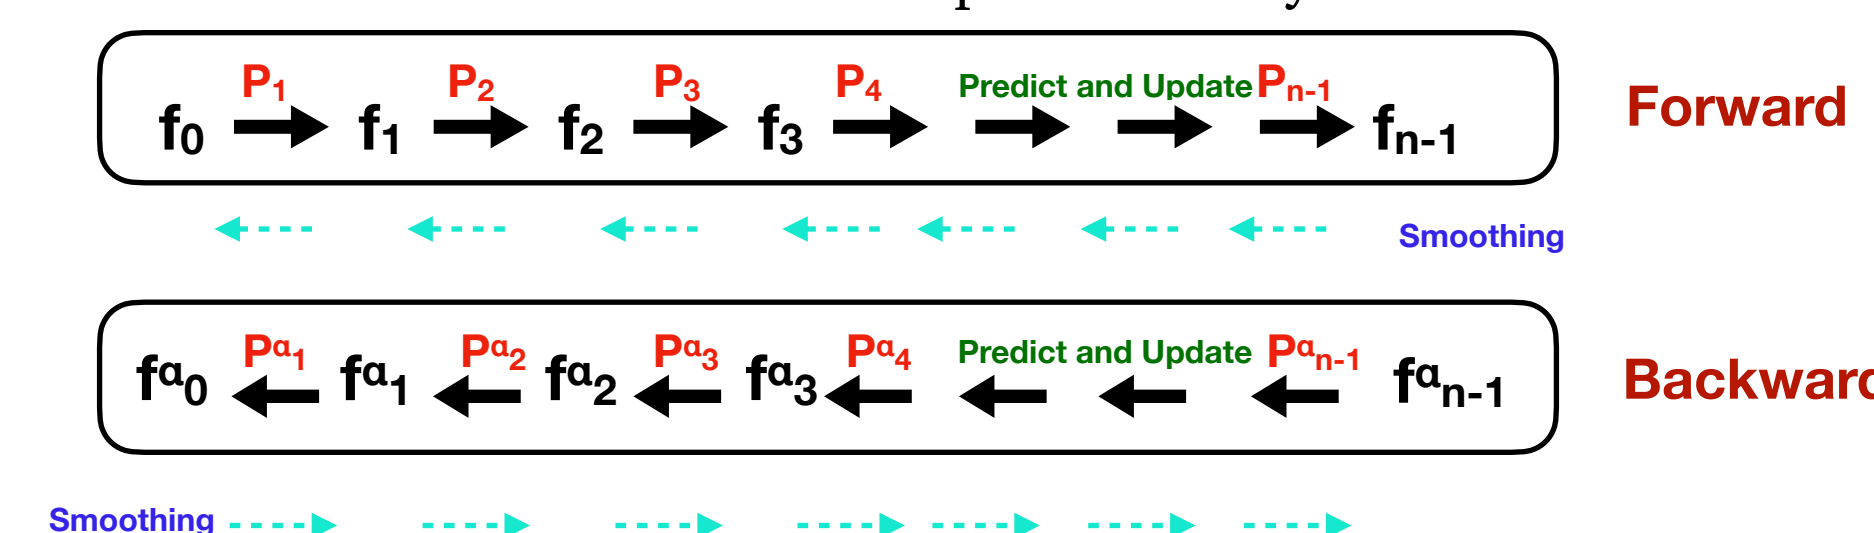 P1 P2 P3 P4 Predict and Update Pn-1
f0 f1 f2 f3 fn-1 Forward
Smoothing
Pα1 Pα2 Pα3 Pα4 Predict and Update Pαn-1
fα0 fα1 fα2 fα3 fαn-1 Backward
Smoothing